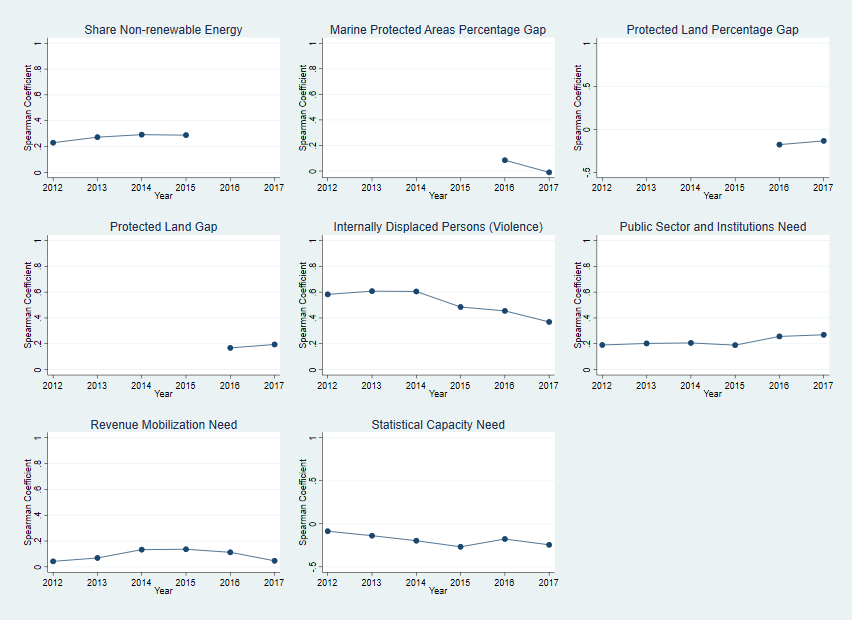 Share Non-renewable Energy
Marine Protected Areas Percentage Gap
Protected Land Percentage Gap
Spearman Coefficient
0 .2 .4 .6 .8 1
2012 2013 2014 2015 2016 2017
Year
Spearman Coefficient
0 .2 .4 .6 .8 1
2012 2013 2014 2015 2016 2017
Year
Spearman Coefficient
-.5 0 .5 1
2012 2013 2014 2015 2016 2017
Year
Protected Land Gap
Internally Displaced Persons (Violence)
Public Sector and Institutions Need
Spearman Coefficient
0 .2 .4 .6 .8 1
2012 2013 2014 2015 2016 2017
Year
Spearman Coefficient
0 .2 .4 .6 .8 1
2012 2013 2014 2015 2016 2017
Year
Spearman Coefficient
0 .2 .4 .6 .8 1
2012 2013 2014 2015 2016 2017
Year
Revenue Mobilization Need
Statistical Capacity Need
Spearman Coefficient
0 .2 .4 .6 .8 1
2012 2013 2014 2015 2016 2017
Year
Spearman Coefficient
-.5 0 .5 1
2012 2013 2014 2015 2016 2017
Year